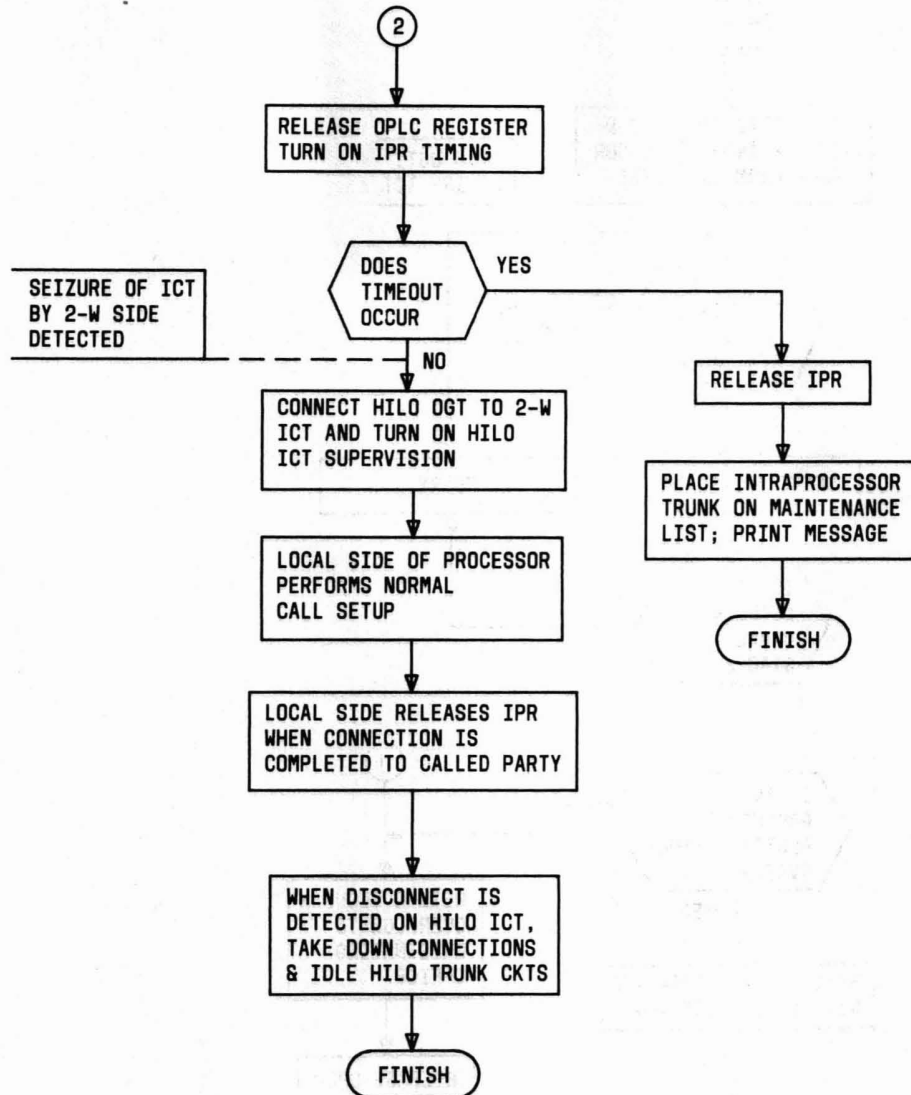 2
RELEASE OPLC REGISTER
TURN ON IPR TIMING
DOES
TIMEOUT
OCCUR
YES
SEIZURE OF ICT
BY 2-W SIDE
DETECTED
NO
CONNECT HILO OGT TO 2-W
ICT AND TURN ON HILO
ICT SUPERVISION
RELEASE IPR
PLACE INTRAPROCESSOR
TRUNK ON MAINTENANCE
LIST; PRINT MESSAGE
FINISH
LOCAL SIDE OF PROCESSOR
PERFORMS NORMAL
CALL SETUP
LOCAL SIDE RELEASES IPR
WHEN CONNECTION IS
COMPLETED TO CALLED PARTY
WHEN DISCONNECT IS
DETECTED ON HILO ICT,
TAKE DOWN CONNECTIONS
& IDLE HILO TRUNK CKTS
FINISH